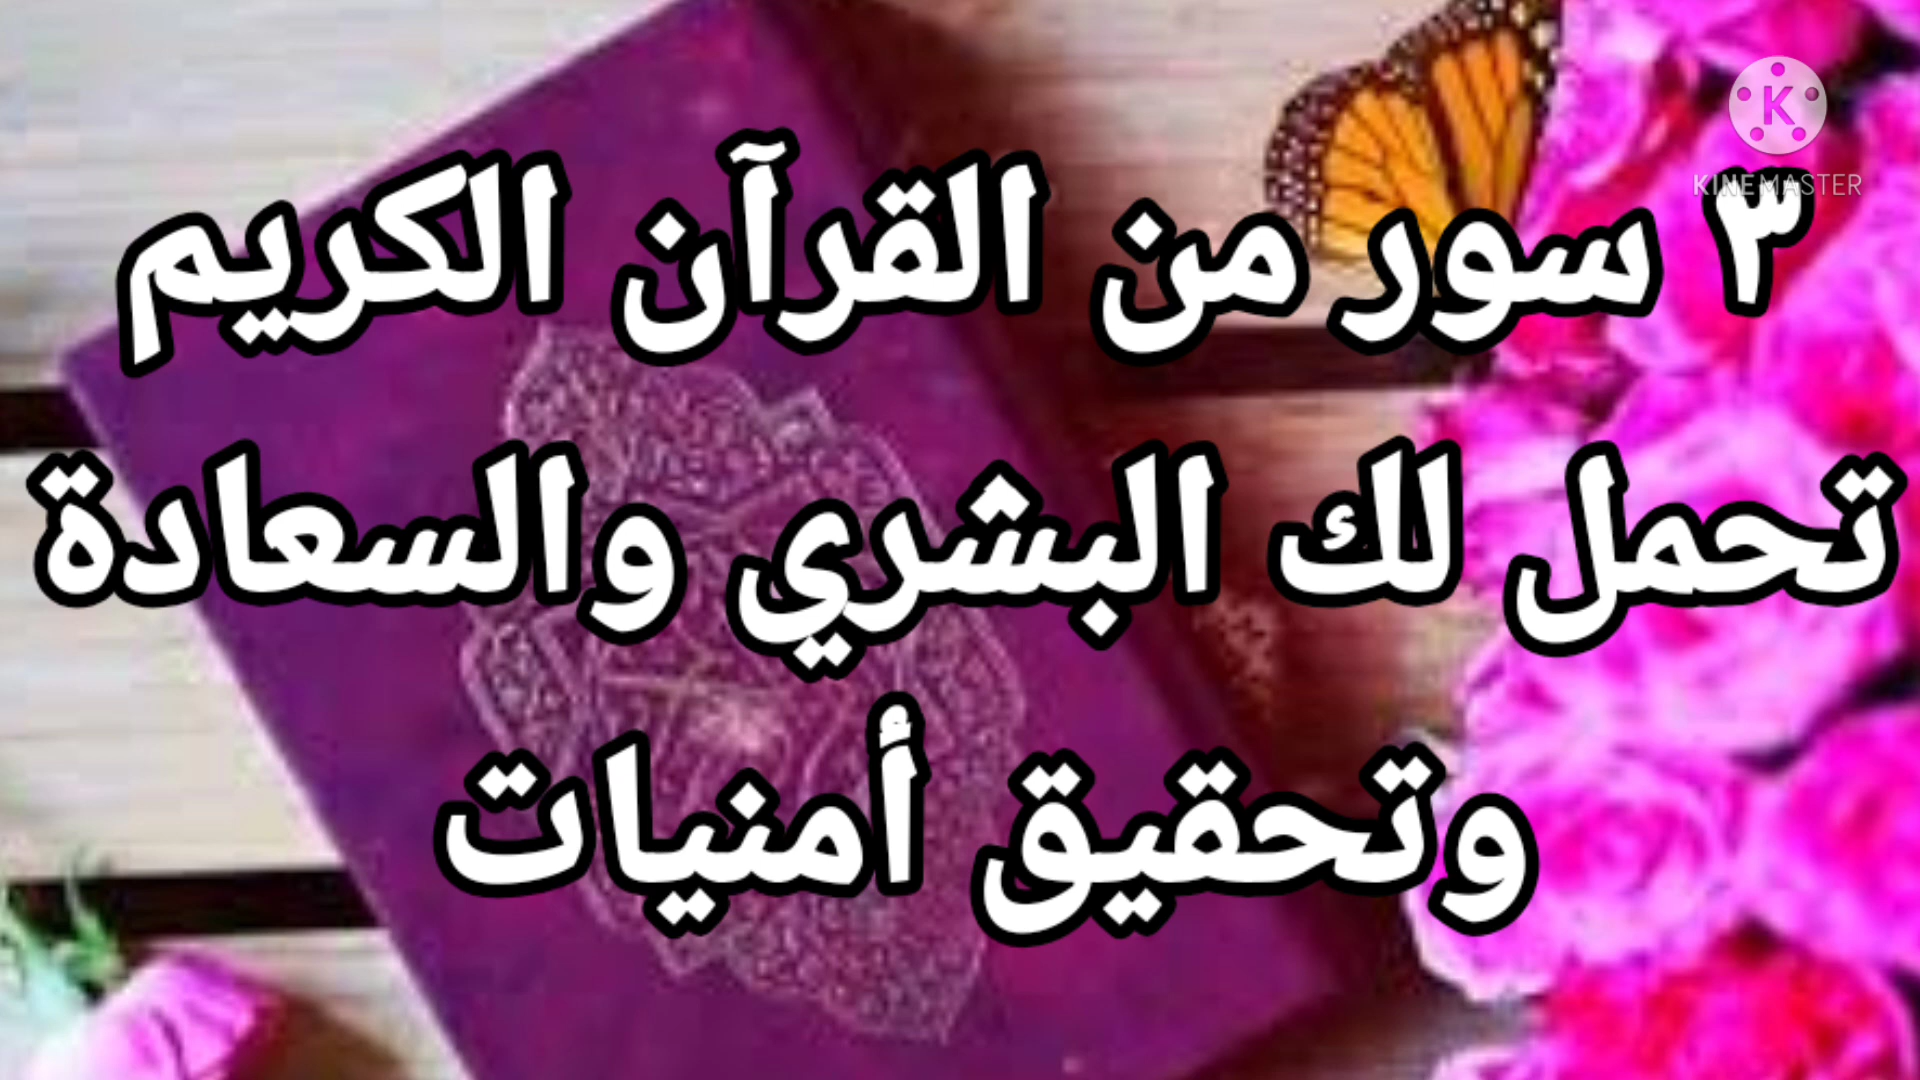 KINEMASTER
٣ سور من القرآن الكريم
تحمل لك البشري والسعادة
وتحقيق أمنيات